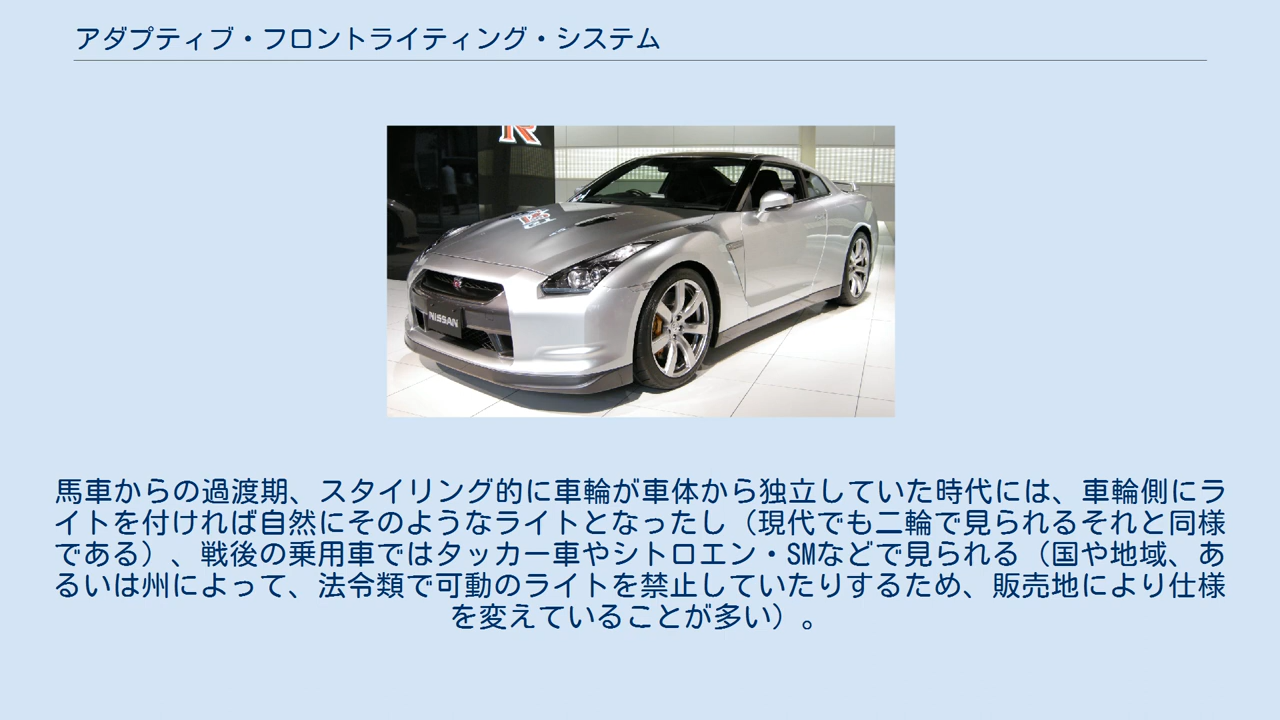 アダプティブ・フロントライティング・システム
R
NISSAN
馬車からの過渡期、スタイリング的に車輪が車体から独立していた時代には、車輪側にラ
イトを付ければ自然にそのようなライトとなったし（現代でも二輪で見られるそれと同様
である）、戦後の乗用車ではタッカー車やシトロエン・SMなどで見られる（国や地域、あ
るいは州によって、法令類で可動のライトを禁止していたりするため、販売地により仕様
を変えていることが多い）。